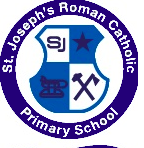 St. Joseph's Roman Catholic
SJ
Primary School